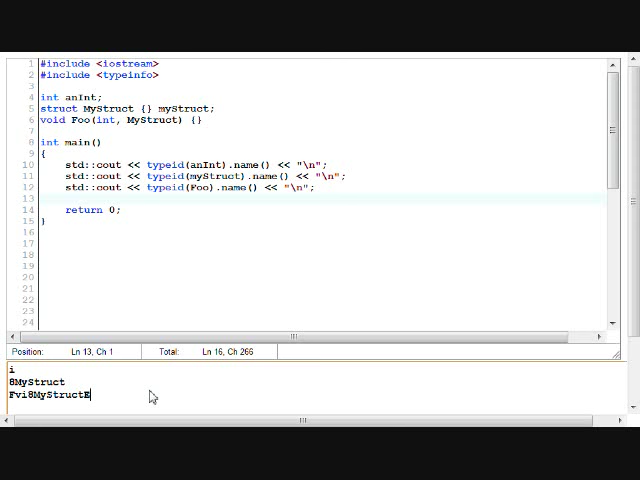 1 #include <iostream>
2 #include <typeinfo>
3
4 int anInt;
5 struct MyStruct {} myStruct;
6 void Foo(int, MyStruct) {}
7
8 int main()
9 {
10 std::cout << typeid(anInt).name() << "\n";
11 std::cout << typeid(myStruct).name() << "\n";
12 std::cout << typeid(Foo).name() << "\n";
13
14 return 0;
15 }
16
17
18
19
20
21
22
23
24
Position: Ln 13, Ch 1 Total: Ln 16, Ch 266
i
8MyStruct
Fvi8MyStructE